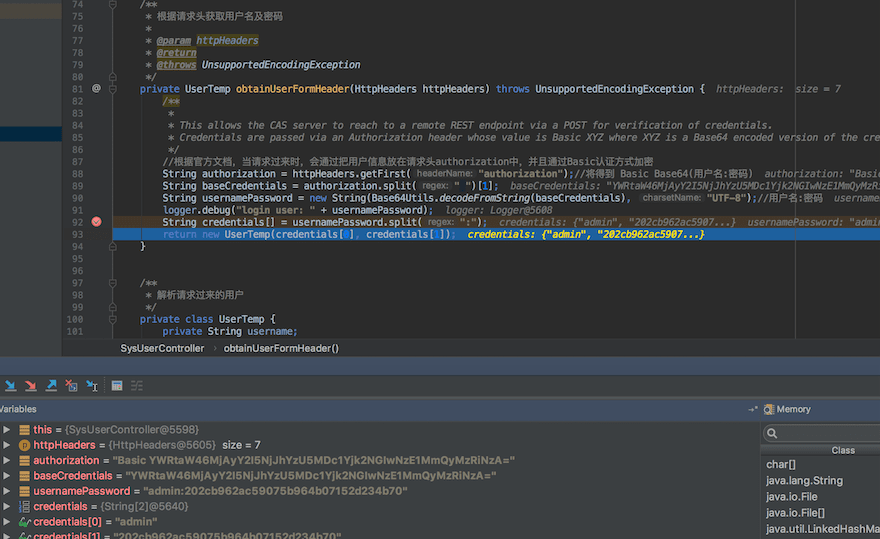 74 /**
75 * 根据请求头获取用户名及密码
76 *
77 * @param httpHeaders
78 * @return
79 * @throws UnsupportedEncodingException
80 */
81 @ private UserTemp obtainUserFormHeader(HttpHeaders httpHeaders) throws UnsupportedEncodingException { httpHeaders: size = 7
82 /**
83 *
84 * This allows the CAS server to reach to a remote REST endpoint via a POST for verification of credentials.
85 * Credentials are passed via an Authorization header whose value is Basic XYZ where XYZ is a Base64 encoded version of the cre
86 */
87 //根据官方文档，当请求过来时，会通过把用户信息放在请求头authorization中，并且通过Basic认证方式加密
88 String authorization = httpHeaders.getFirst( headerName: "authorization");//将得到 Basic Base64(用户名:密码) authorization: "Basi
89 String baseCredentials = authorization.split( regex: " ")[1]; baseCredentials: "YWRtaW46MjAyY2I5NjJhYzU5MDc1Yjk2NGIwNzE1MmQyMzRi
90 String usernamePassword = new String(Base64Utils.decodeFromString(baseCredentials), charsetName: "UTF-8");//用户名:密码 usernam
91 logger.debug("login user: " + usernamePassword); logger: Logger@5608
92 String credentials[] = usernamePassword.split( regex: ":"); credentials: {"admin", "202cb962ac5907...} usernamePassword: "admi
93 return new UserTemp(credentials[0], credentials[1]); credentials: {"admin", "202cb962ac5907...}
94 }
95
96
97 /**
98 * 解析请求过来的用户
99 */
100 private class UserTemp {
101 private String username;
SysUserController › obtainUserFormHeader()
Variables
Memory
this = {SysUserController@5598}
httpHeaders = {HttpHeaders@5605} size = 7
authorization = "Basic YWRtaW46MjAyY2I5NjJhYzU5MDc1Yjk2NGIwNzE1MmQyMzRiNzA="
baseCredentials = "YWRtaW46MjAyY2I5NjJhYzU5MDc1Yjk2NGIwNzE1MmQyMzRiNzA="
usernamePassword = "admin:202cb962ac59075b964b07152d234b70"
credentials = {String[2]@5640}
credentials[0] = "admin"
credentials[1] = "202cb962ac59075b964b07152d234b70"
Class
char[]
java.lang.String
java.io.File
java.io.File[]
java.util.LinkedHashMa